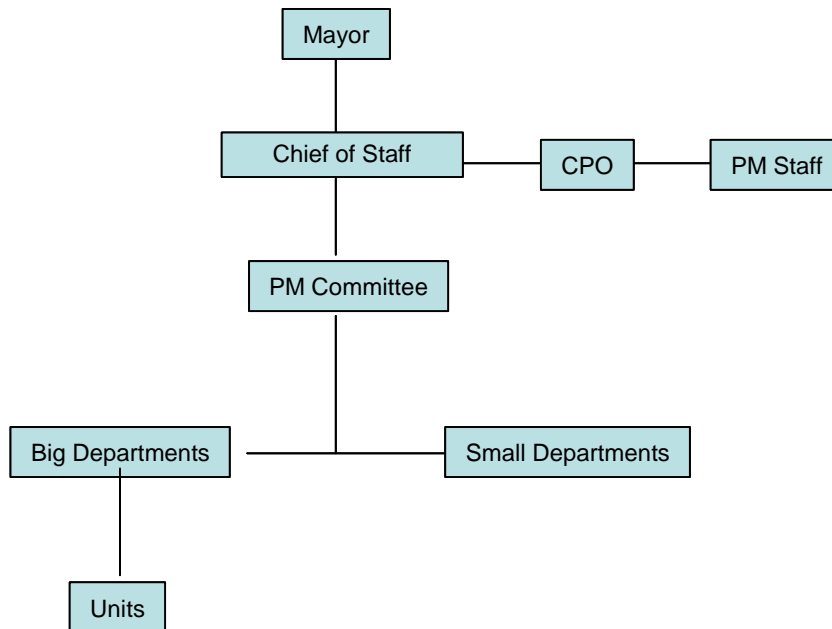 Mayor
Chief of Staff
CPO
PM Staff
PM Committee
Big Departments
Small Departments
Units